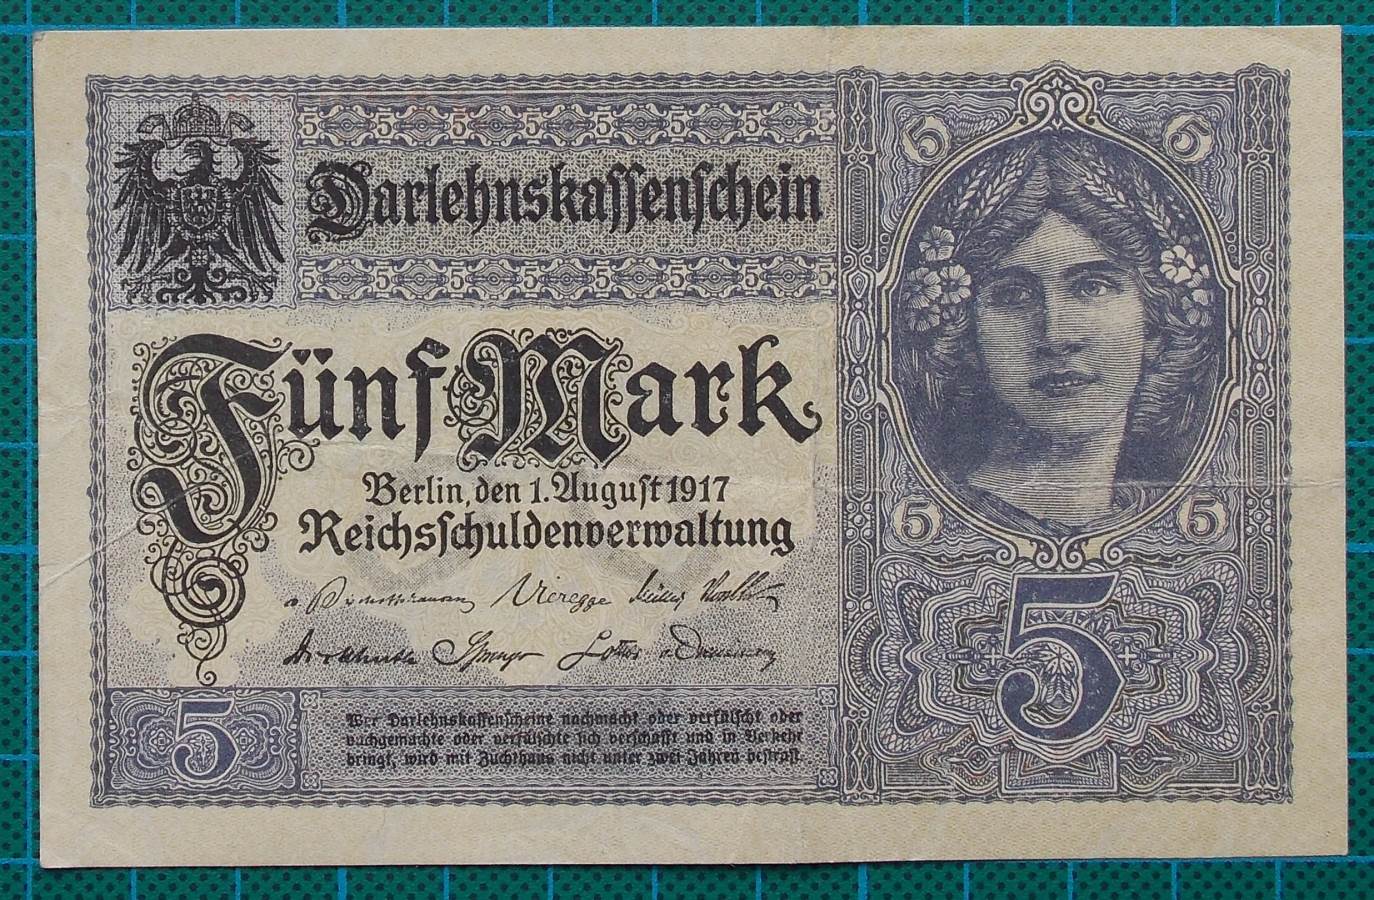 5 5 5 5 5 5 5
Darlehnskassenschein
5 5 5 5 5 5 5 5
Fünf Mark
Berlin, den 1. August 1917
Reichsschuldenverwaltung
Vieregge
Springer
5
Wer Darlehnskassenscheine nachmacht oder verfälscht oder
nachgemachte oder verfälschte sich verschafft und in Verkehr
bringt, wird mit Zuchthaus nicht unter zwei Jahren bestraft.
5 5
5 5
5